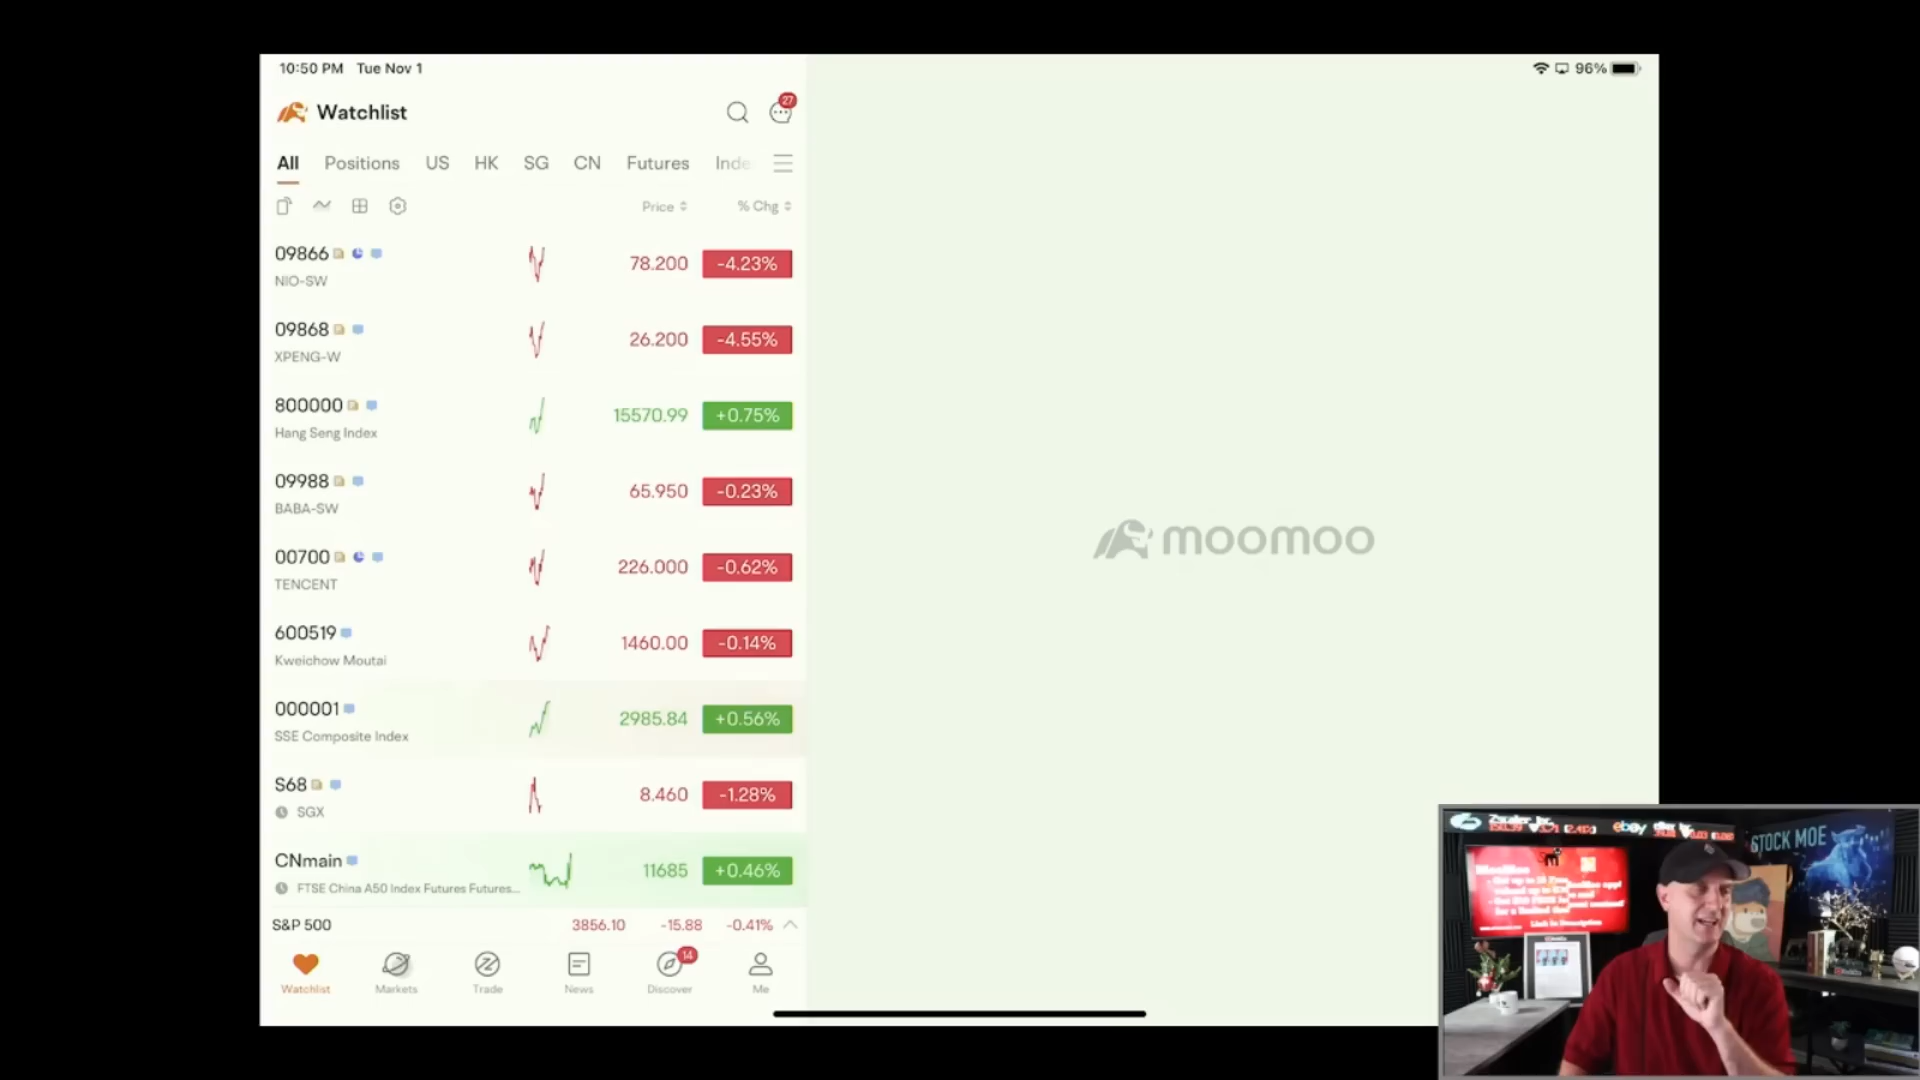 10:50 PM Tue Nov 1
96%
Watchlist
27
All Positions US HK SG CN Futures Inde
Price % Chg
09866
NIO-SW
78.200 -4.23%
09868
XPENG-W
26.200 -4.55%
800000
Hang Seng Index
15570.99 +0.75%
09988
BABA-SW
65.950 -0.23%
00700
TENCENT
226.000 -0.62%
600519
Kweichow Moutai
1460.00 -0.14%
000001
SSE Composite Index
2985.84 +0.56%
S68
SGX
8.460 -1.28%
CNmain
FTSE China A50 Index Futures Futures...
11685 +0.46%
S&P 500 3856.10 -15.88 -0.41%
14
Watchlist Markets Trade News Discover Me
moomoo
ebay
STOCK MOE